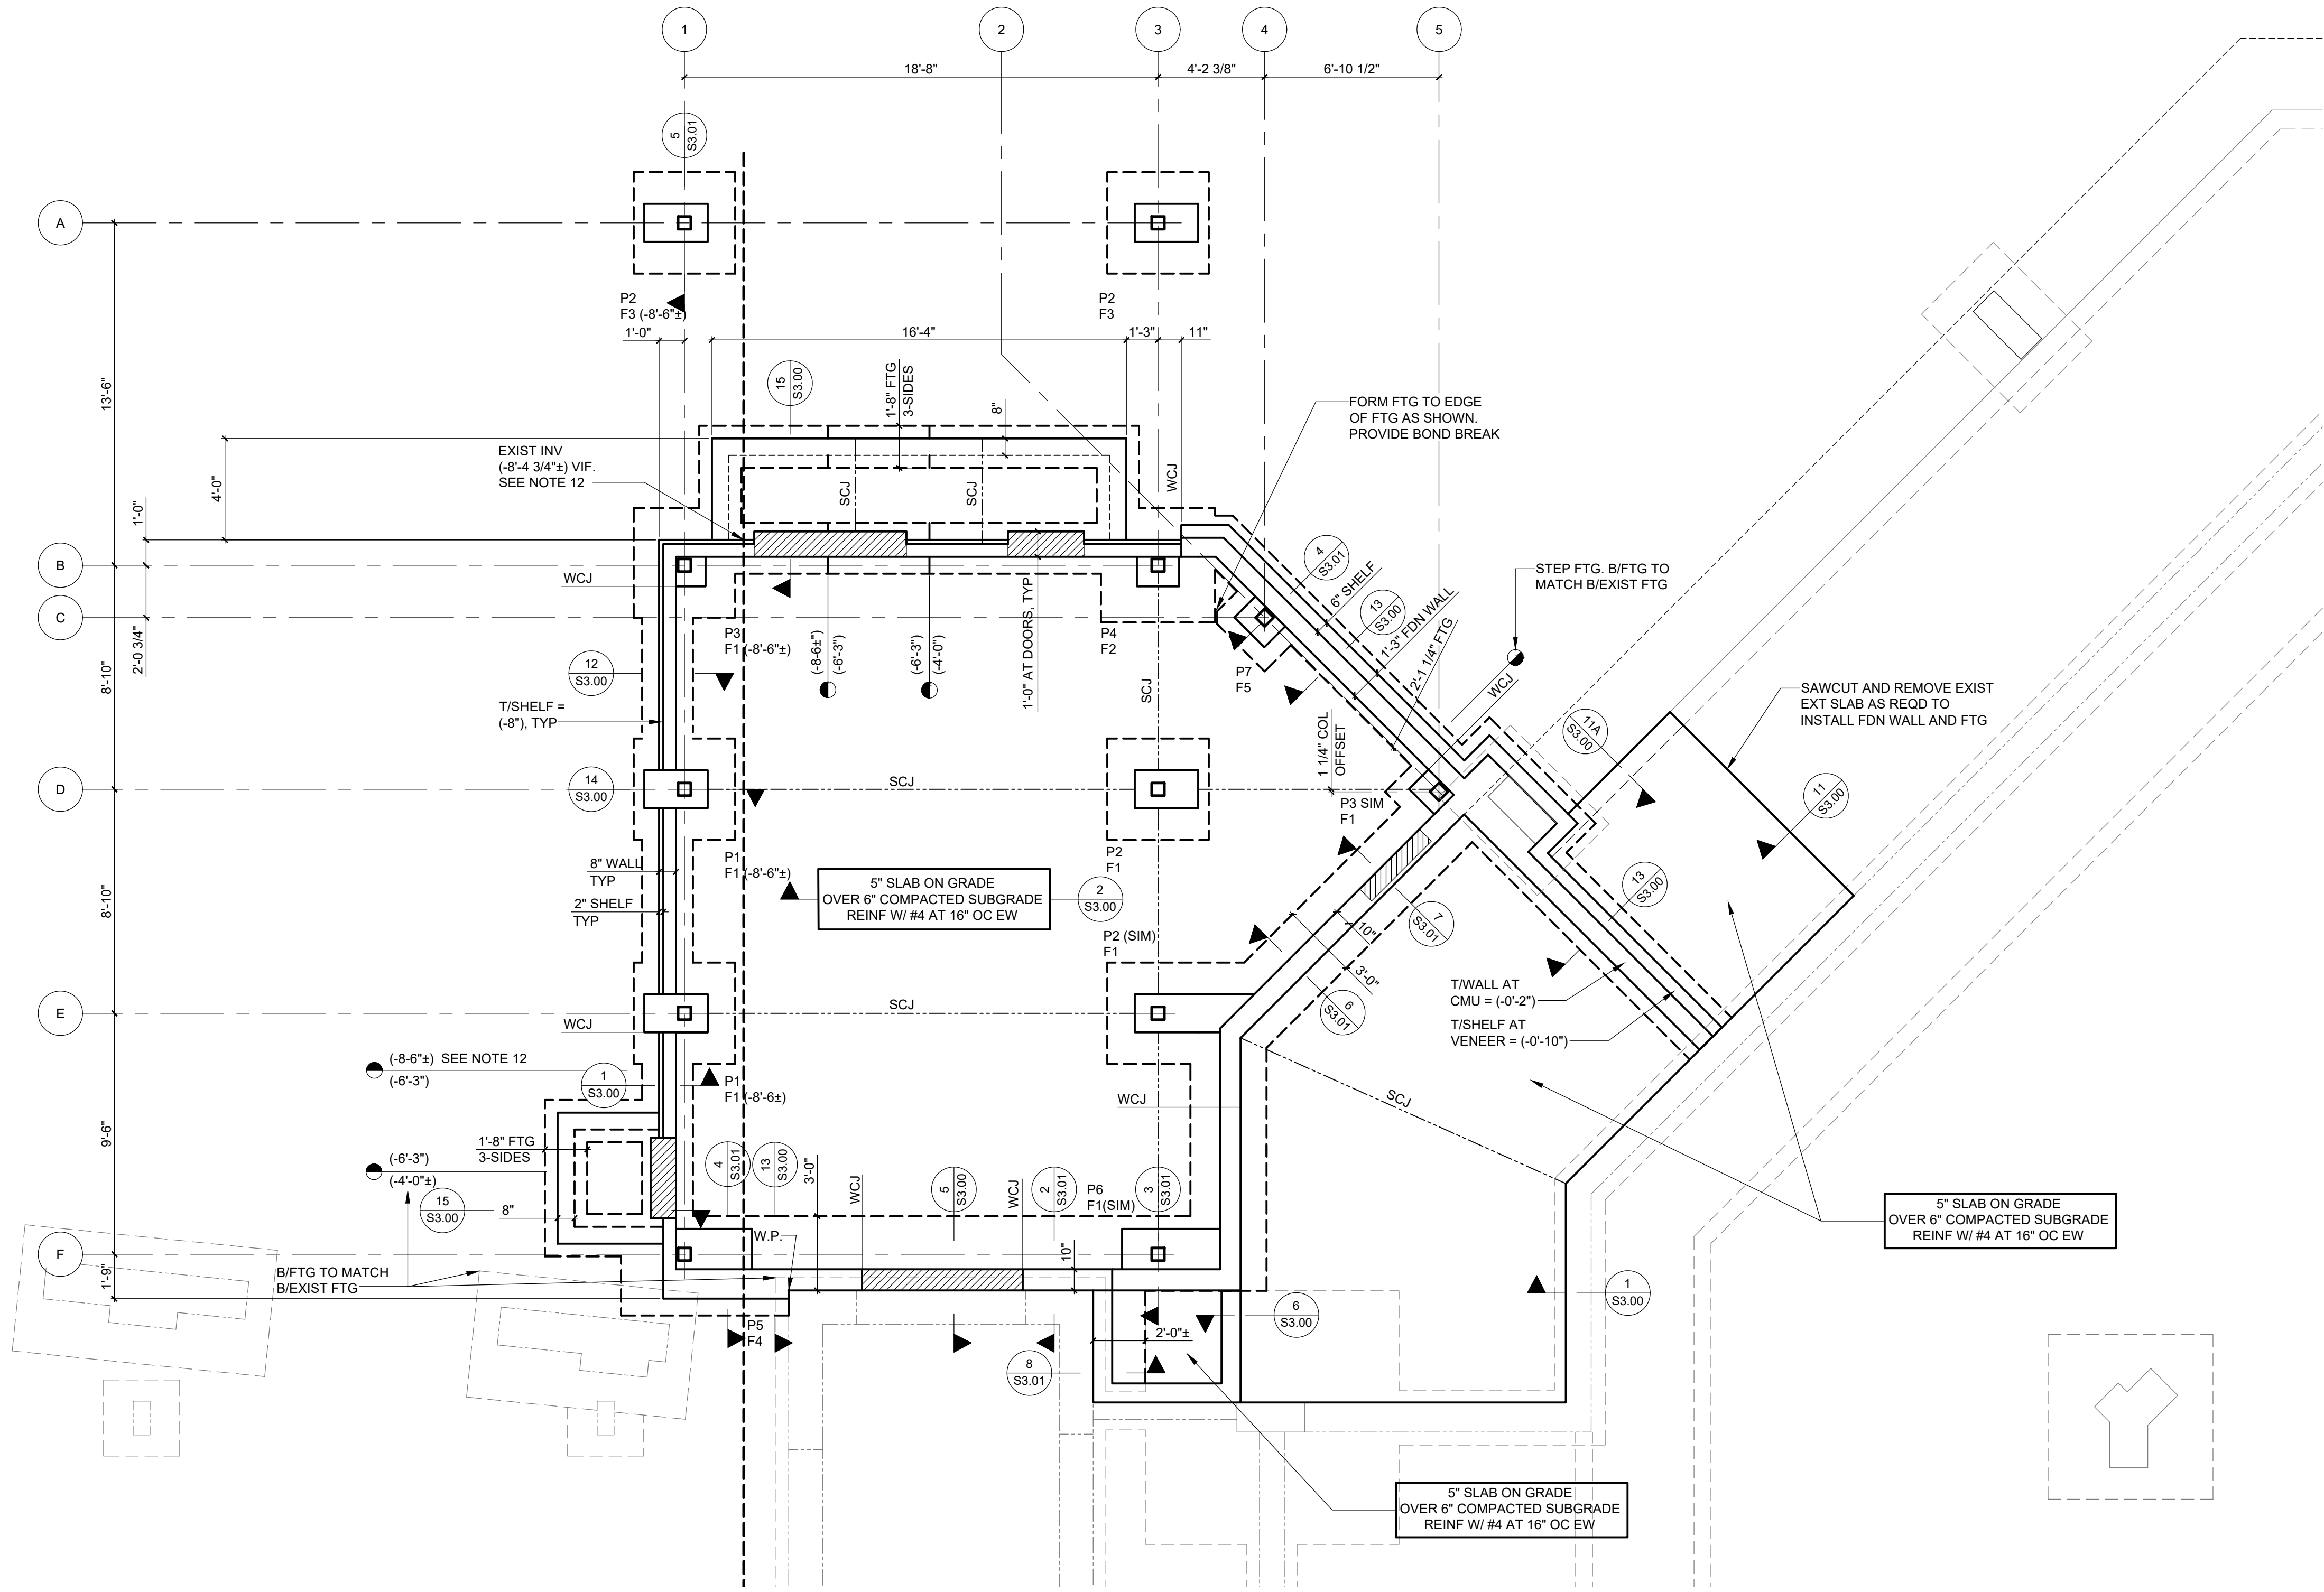 1
2
3
4
5
18'-8"
4'-2 3/8"
6'-10 1/2"
5
S3.01
A
P2
F3 (-8'-6"±)
P2
F3
1'-0"
16'-4"
1'-3"
11"
13'-6"
15
S3.00
1'-8" FTG
3-SIDES
8"
FORM FTG TO EDGE
OF FTG AS SHOWN.
PROVIDE BOND BREAK
EXIST INV
(-8'-4 3/4"±) VIF.
SEE NOTE 12
4'-0"
1'-0"
SCJ
SCJ
WCJ
B
WCJ
4
S3.01
6" SHELF
13
S3.00
1'-3" FDN WALL
2'-1 1/4" FTG
STEP FTG. B/FTG TO
MATCH B/EXIST FTG
C
2'-0 3/4"
8'-10"
P3
F1 (-8'-6"±)
(-8-6±")
(-6'-3")
(-6'-3")
(-4'-0")
1'-0" AT DOORS, TYP
P4
F2
SCJ
P7
F5
WCJ
12
S3.00
T/SHELF =
(-8"), TYP
SAWCUT AND REMOVE EXIST
EXT SLAB AS REQD TO
INSTALL FDN WALL AND FTG
11A
S3.00
1 1/4" COL
OFFSET
D
14
S3.00
SCJ
P3 SIM
F1
11
S3.00
8" WALL
TYP
P1
F1 (-8'-6"±)
P2
F1
5" SLAB ON GRADE
OVER 6" COMPACTED SUBGRADE
REINF W/ #4 AT 16" OC EW
2
S3.00
2" SHELF
TYP
8'-10"
13
S3.00
7
S3.01
10"
P2 (SIM)
F1
3'-0"
T/WALL AT
CMU = (-0'-2")
T/SHELF AT
VENEER = (-0'-10")
6
S3.01
E
SCJ
WCJ
(-8-6"±) SEE NOTE 12
(-6'-3")
1
S3.00
P1
F1 (-8'-6±)
WCJ
SCJ
9'-6"
1'-8" FTG
3-SIDES
(-6'-3")
(-4'-0"±)
4
S3.01
13
S3.00
3'-0"
WCJ
5
S3.00
WCJ
2
S3.01
P6
F1(SIM)
3
S3.01
15
S3.00
8"
5" SLAB ON GRADE
OVER 6" COMPACTED SUBGRADE
REINF W/ #4 AT 16" OC EW
F
W.P.
10"
1'-9"
B/FTG TO MATCH
B/EXIST FTG
1
S3.00
P5
F4
6
S3.00
2'-0"±
8
S3.01
5" SLAB ON GRADE
OVER 6" COMPACTED SUBGRADE
REINF W/ #4 AT 16" OC EW